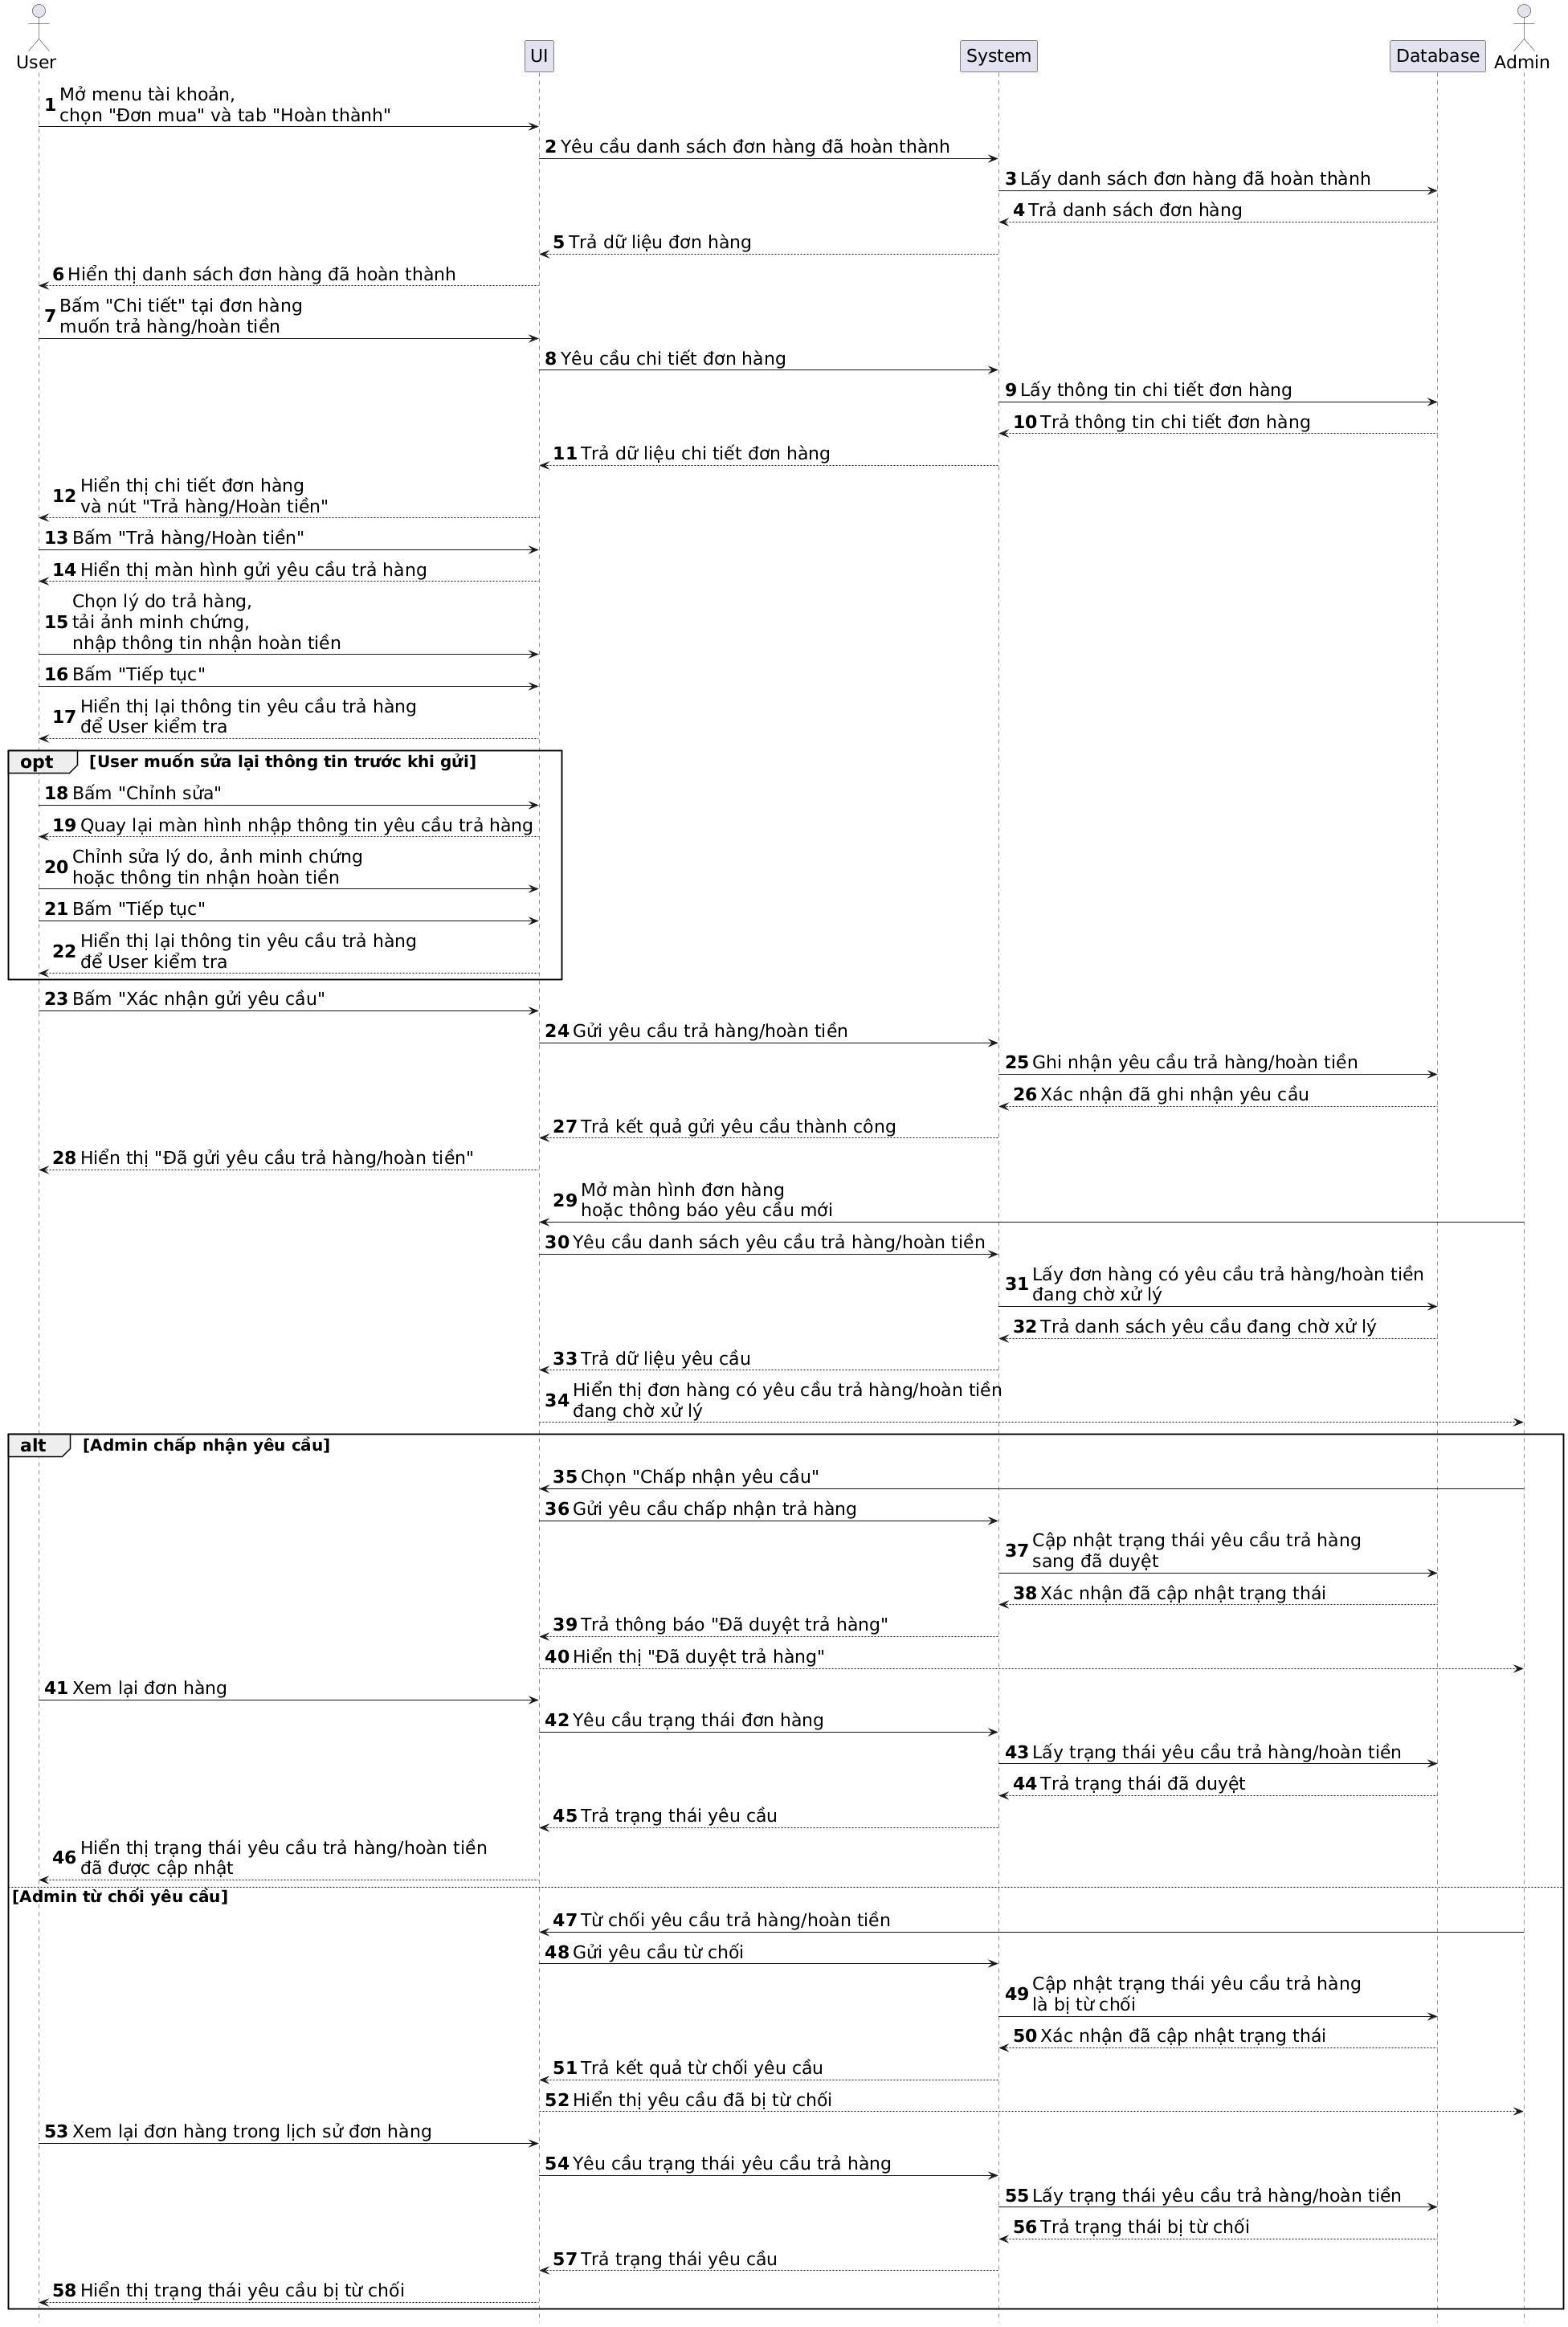 User
UI
System
Database
Admin
1 Mở menu tài khoản,
chọn "Đơn mua" và tab "Hoàn thành"
2 Yêu cầu danh sách đơn hàng đã hoàn thành
3 Lấy danh sách đơn hàng đã hoàn thành
4 Trả danh sách đơn hàng
5 Trả dữ liệu đơn hàng
6 Hiển thị danh sách đơn hàng đã hoàn thành
7 Bấm "Chi tiết" tại đơn hàng
muốn trả hàng/hoàn tiền
8 Yêu cầu chi tiết đơn hàng
9 Lấy thông tin chi tiết đơn hàng
10 Trả thông tin chi tiết đơn hàng
11 Trả dữ liệu chi tiết đơn hàng
12 Hiển thị chi tiết đơn hàng
và nút "Trả hàng/Hoàn tiền"
13 Bấm "Trả hàng/Hoàn tiền"
14 Hiển thị màn hình gửi yêu cầu trả hàng
15 Chọn lý do trả hàng,
tải ảnh minh chứng,
nhập thông tin nhận hoàn tiền
16 Bấm "Tiếp tục"
17 Hiển thị lại thông tin yêu cầu trả hàng
để User kiểm tra
opt [User muốn sửa lại thông tin trước khi gửi]
18 Bấm "Chỉnh sửa"
19 Quay lại màn hình nhập thông tin yêu cầu trả hàng
20 Chỉnh sửa lý do, ảnh minh chứng
hoặc thông tin nhận hoàn tiền
21 Bấm "Tiếp tục"
22 Hiển thị lại thông tin yêu cầu trả hàng
để User kiểm tra
23 Bấm "Xác nhận gửi yêu cầu"
24 Gửi yêu cầu trả hàng/hoàn tiền
25 Ghi nhận yêu cầu trả hàng/hoàn tiền
26 Xác nhận đã ghi nhận yêu cầu
27 Trả kết quả gửi yêu cầu thành công
28 Hiển thị "Đã gửi yêu cầu trả hàng/hoàn tiền"
29 Mở màn hình đơn hàng
hoặc thông báo yêu cầu mới
30 Yêu cầu danh sách yêu cầu trả hàng/hoàn tiền
31 Lấy đơn hàng có yêu cầu trả hàng/hoàn tiền
đang chờ xử lý
32 Trả danh sách yêu cầu đang chờ xử lý
33 Trả dữ liệu yêu cầu
34 Hiển thị đơn hàng có yêu cầu trả hàng/hoàn tiền
đang chờ xử lý
alt [Admin chấp nhận yêu cầu]
35 Chọn "Chấp nhận yêu cầu"
36 Gửi yêu cầu chấp nhận trả hàng
37 Cập nhật trạng thái yêu cầu trả hàng
sang đã duyệt
38 Xác nhận đã cập nhật trạng thái
39 Trả thông báo "Đã duyệt trả hàng"
40 Hiển thị "Đã duyệt trả hàng"
41 Xem lại đơn hàng
42 Yêu cầu trạng thái đơn hàng
43 Lấy trạng thái yêu cầu trả hàng/hoàn tiền
44 Trả trạng thái đã duyệt
45 Trả trạng thái yêu cầu
46 Hiển thị trạng thái yêu cầu trả hàng/hoàn tiền
đã được cập nhật
[Admin từ chối yêu cầu]
47 Từ chối yêu cầu trả hàng/hoàn tiền
48 Gửi yêu cầu từ chối
49 Cập nhật trạng thái yêu cầu trả hàng
là bị từ chối
50 Xác nhận đã cập nhật trạng thái
51 Trả kết quả từ chối yêu cầu
52 Hiển thị yêu cầu đã bị từ chối
53 Xem lại đơn hàng trong lịch sử đơn hàng
54 Yêu cầu trạng thái yêu cầu trả hàng
55 Lấy trạng thái yêu cầu trả hàng/hoàn tiền
56 Trả trạng thái bị từ chối
57 Trả trạng thái yêu cầu
58 Hiển thị trạng thái yêu cầu bị từ chối